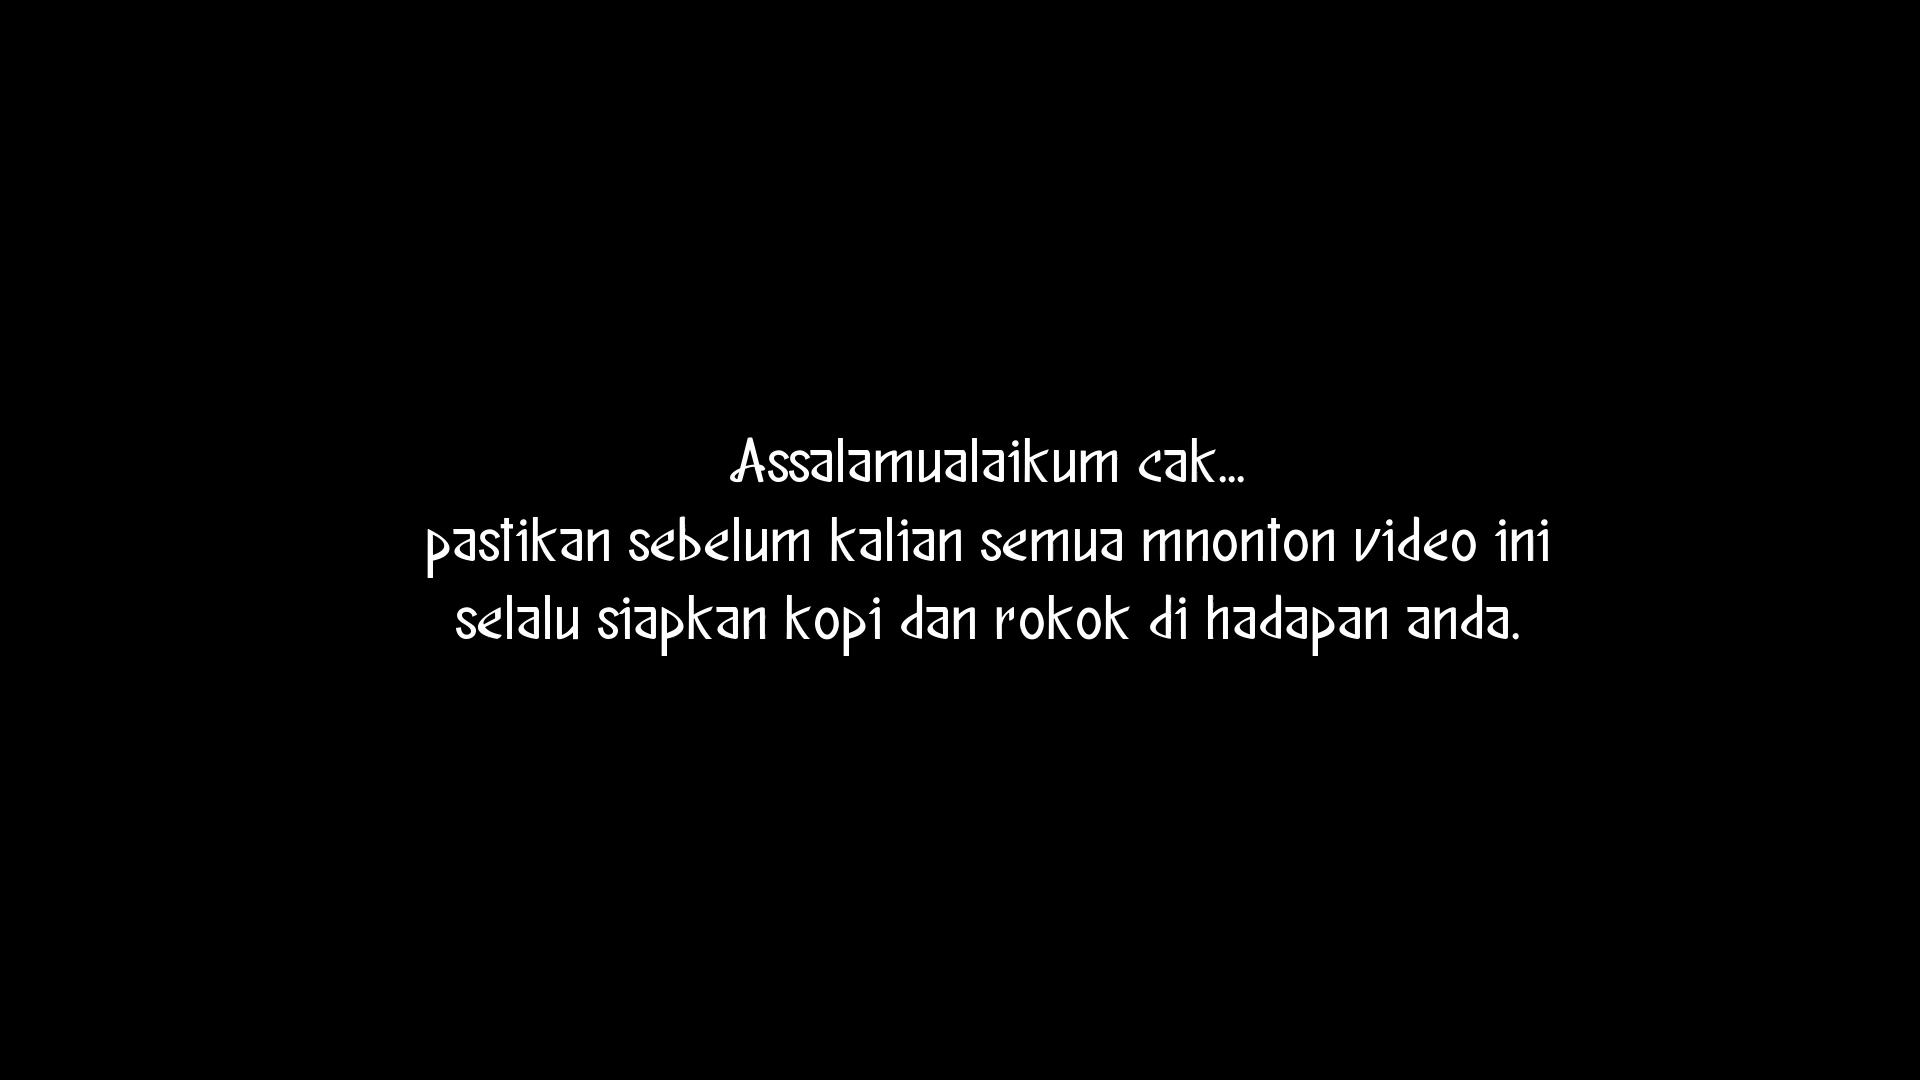 Assalamualaikum cak...
pastikan sebelum kalian semua mnonton video ini
selalu siapkan kopi dan rokok di hadapan anda.